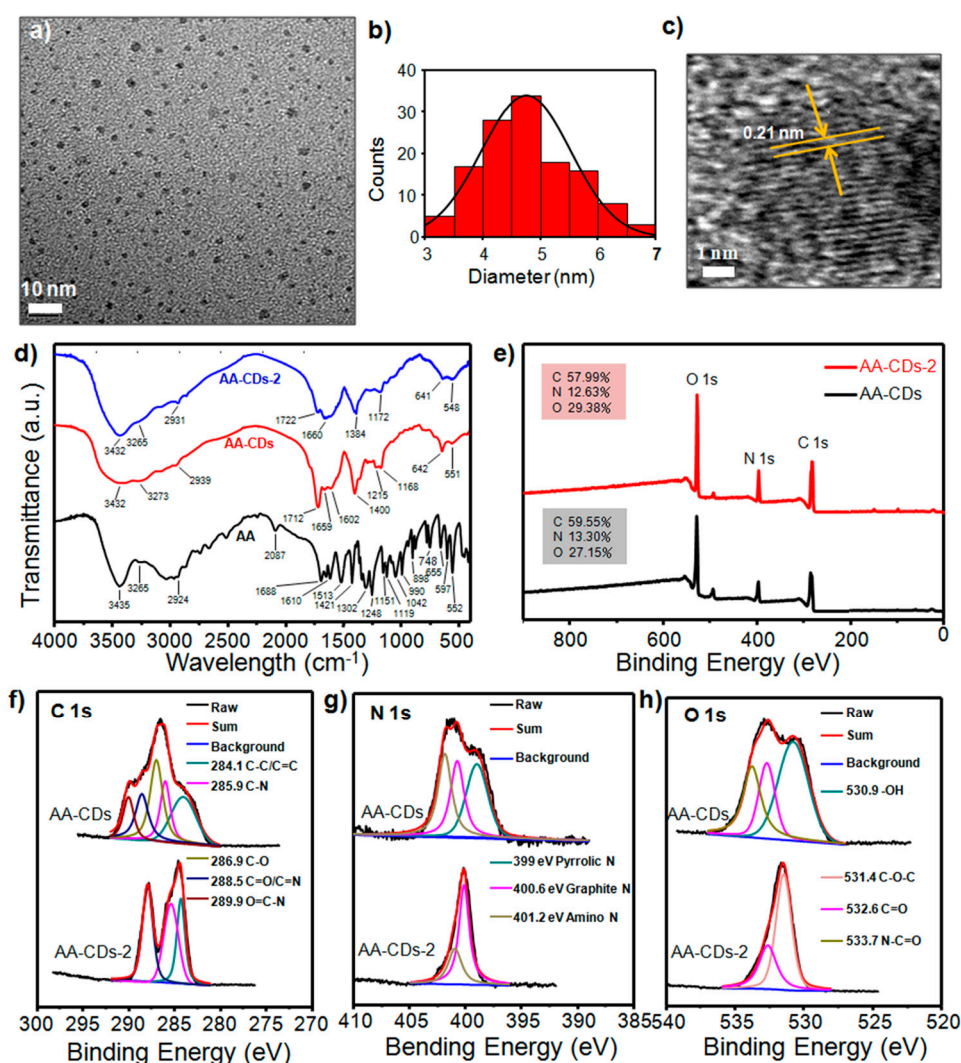 a)
10 nm
b)
40
30
20
10
0
Counts
3 4 5 6 7
Diameter (nm)
c)
0.21 nm
1 nm
d)
Transmittance (a.u.)
AA-CDs-2
3432
3265
2931
1722
1660
1384
1172
641
548
AA-CDs
3432
3273
2939
1712
1659
1602
1400
1215
1168
642
551
AA
3435
3265
2924
2087
1688
1610
1513
1421
1302
1248
1151
1119
1042
990
898
748
655
597
552
4000 3500 3000 2500 2000 1500 1000 500
Wavelength (cm-1)
e)
C 57.99%
N 12.63%
O 29.38%
O 1s
N 1s
C 1s
AA-CDs-2
AA-CDs
C 59.55%
N 13.30%
O 27.15%
800 600 400 200 0
Binding Energy (eV)
f)
C 1s
Raw
Sum
Background
284.1 C-C/C=C
285.9 C-N
AA-CDs
286.9 C-O
288.5 C=O/C=N
289.9 O=C-N
AA-CDs-2
300 295 290 285 280 275 270
Binding Energy (eV)
g)
N 1s
Raw
Sum
Background
AA-CDs
399 eV Pyrrolic N
400.6 eV Graphite N
401.2 eV Amino N
AA-CDs-2
410 405 400 395 390 385
Bending Energy (eV)
h)
O 1s
Raw
Sum
Background
530.9 -OH
AA-CDs
531.4 C-O-C
532.6 C=O
533.7 N-C=O
AA-CDs-2
540 535 530 525 520
Binding Energy (eV)